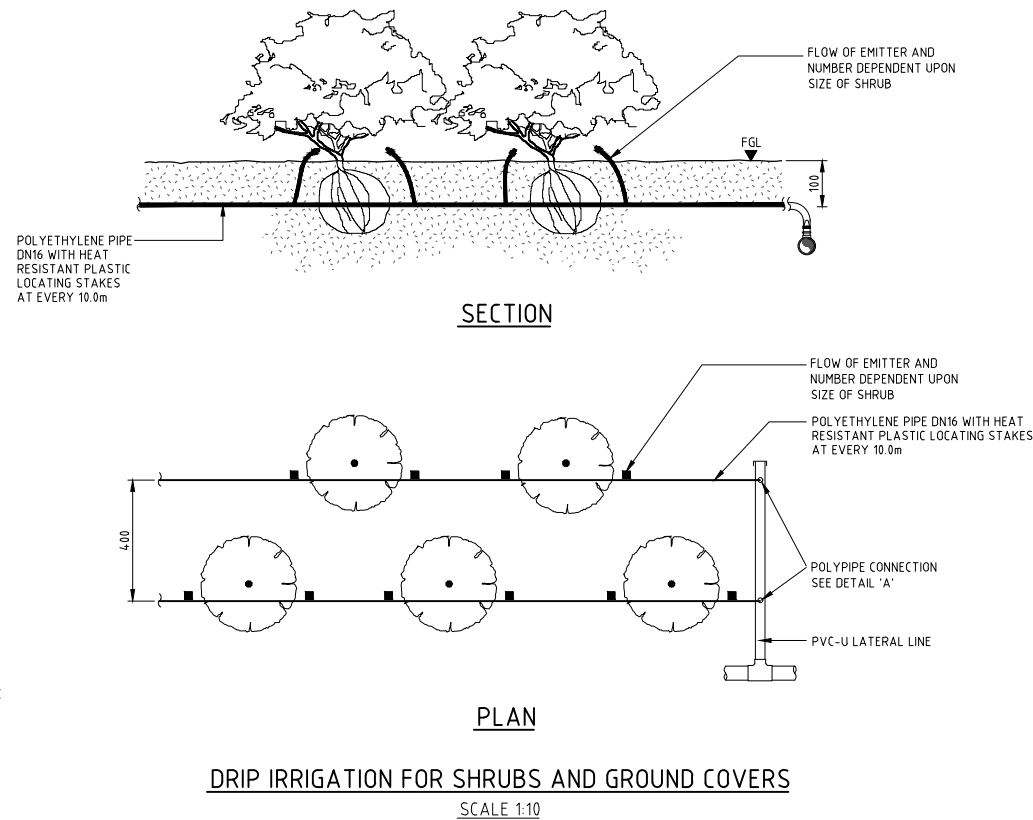 FLOW OF EMITTER AND
NUMBER DEPENDENT UPON
SIZE OF SHRUB
FGL
100
POLYETHYLENE PIPE
DN16 WITH HEAT
RESISTANT PLASTIC
LOCATING STAKES
AT EVERY 10.0m
SECTION
FLOW OF EMITTER AND
NUMBER DEPENDENT UPON
SIZE OF SHRUB
POLYETHYLENE PIPE DN16 WITH HEAT
RESISTANT PLASTIC LOCATING STAKES
AT EVERY 10.0m
400
POLYPIPE CONNECTION
SEE DETAIL 'A'
PVC-U LATERAL LINE
PLAN
DRIP IRRIGATION FOR SHRUBS AND GROUND COVERS
SCALE 1:10